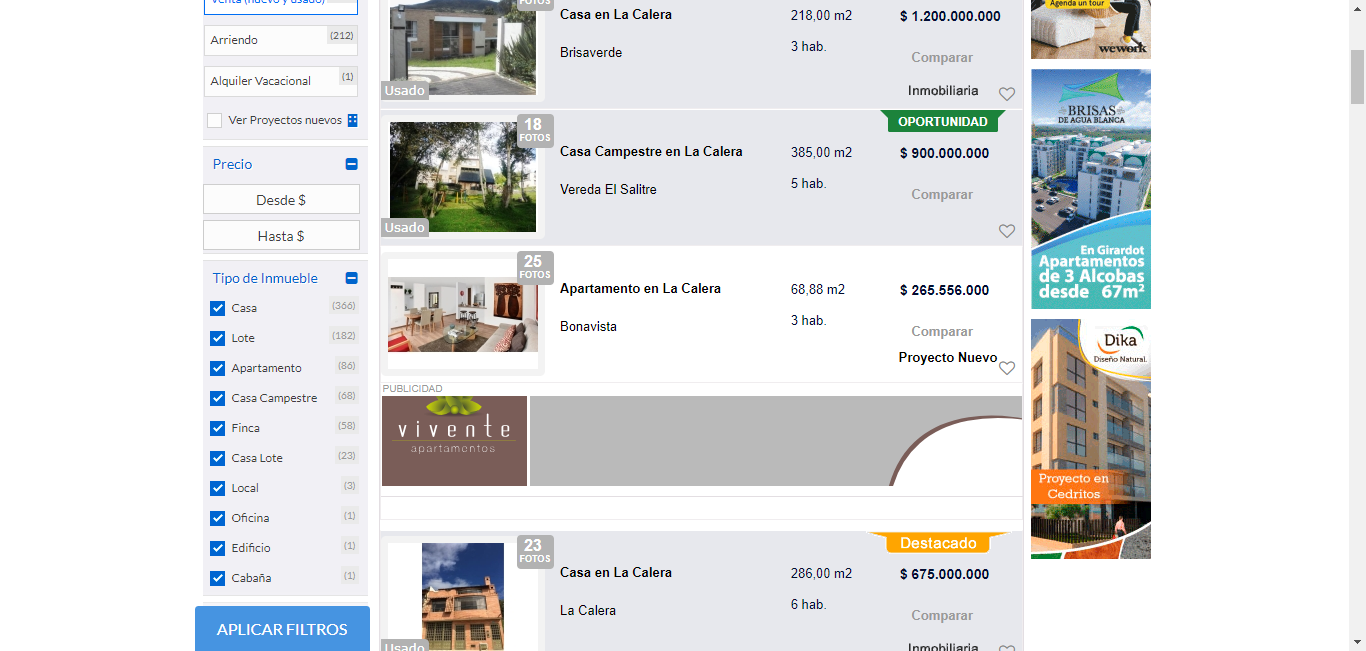 Venta (nuevo y usado)
Arriendo
(212)
Alquiler Vacacional
(1)
Ver Proyectos nuevos
Precio
Desde $
Hasta $
Tipo de Inmueble
Casa
(366)
Lote
(182)
Apartamento
(86)
Casa Campestre
(68)
Finca
(58)
Casa Lote
(23)
Local
(3)
Oficina
(1)
Edificio
(1)
Cabaña
(1)
APLICAR FILTROS
FOTOS
Usado
Casa en La Calera
Brisaverde
218,00 m2
3 hab.
$ 1.200.000.000
Comparar
Inmobiliaria
18
FOTOS
Usado
Casa Campestre en La Calera
Vereda El Salitre
385,00 m2
5 hab.
OPORTUNIDAD
$ 900.000.000
Comparar
25
FOTOS
Apartamento en La Calera
Bonavista
68,88 m2
3 hab.
$ 265.556.000
Comparar
Proyecto Nuevo
PUBLICIDAD
vivente
apartamentos
23
FOTOS
Usado
Casa en La Calera
La Calera
286,00 m2
6 hab.
Destacado
$ 675.000.000
Comparar
Inmobiliaria
Agenda un tour
wework
BRISAS
DE AGUA BLANCA
En Girardot
Apartamentos
de 3 Alcobas
desde 67m²
Dika
Diseño Natural.
Proyecto en
Cedritos